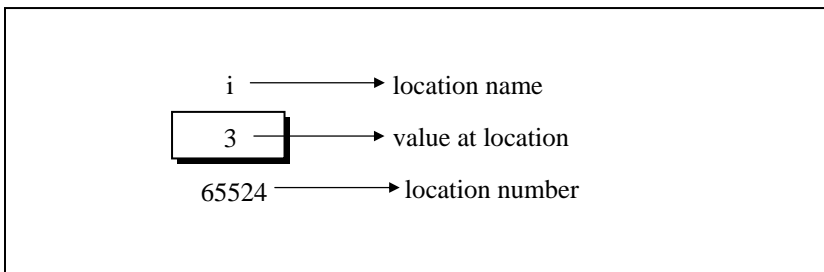 i location name
3 value at location
65524 location number